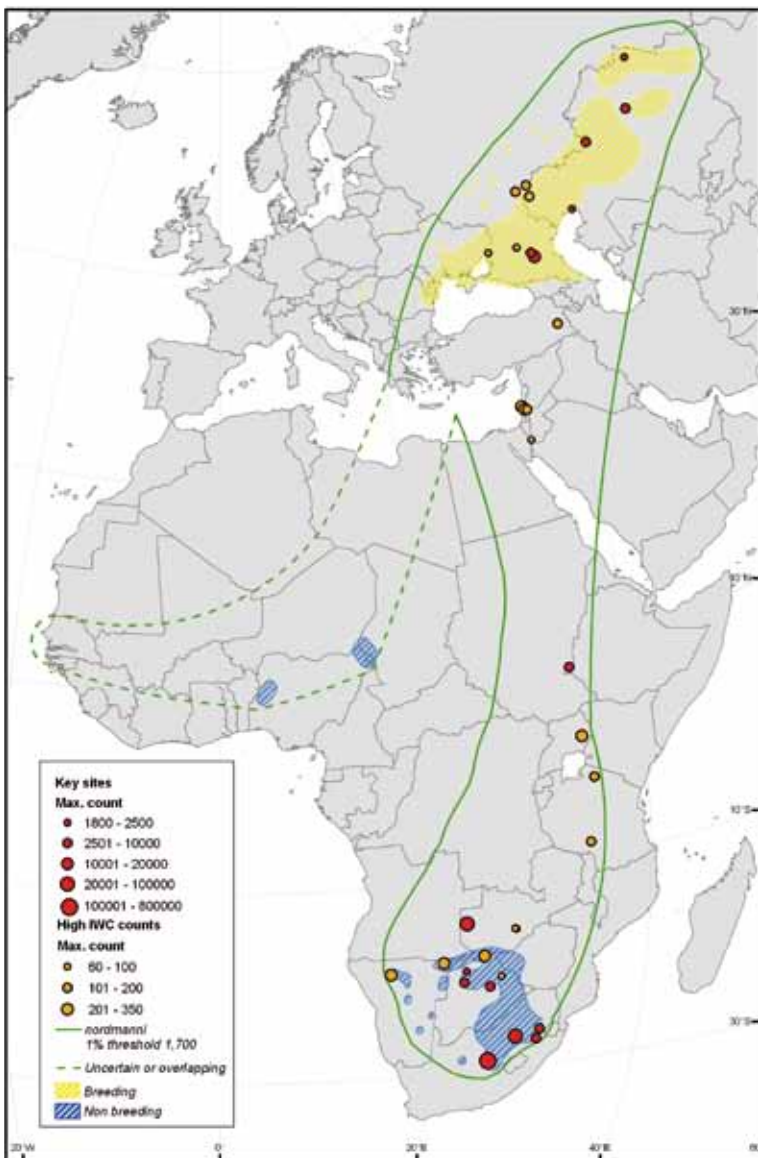 30°N
10°N
10°S
30°S
Key sites
Max. count
1800 - 2500
2501 - 10000
10001 - 20000
20001 - 100000
100001 - 800000
High IWC counts
Max. count
60 - 100
101 - 200
201 - 350
nordmanni
1% threshold 1,700
Uncertain or overlapping
Breeding
Non breeding
20°W 0° 20°E 40°E